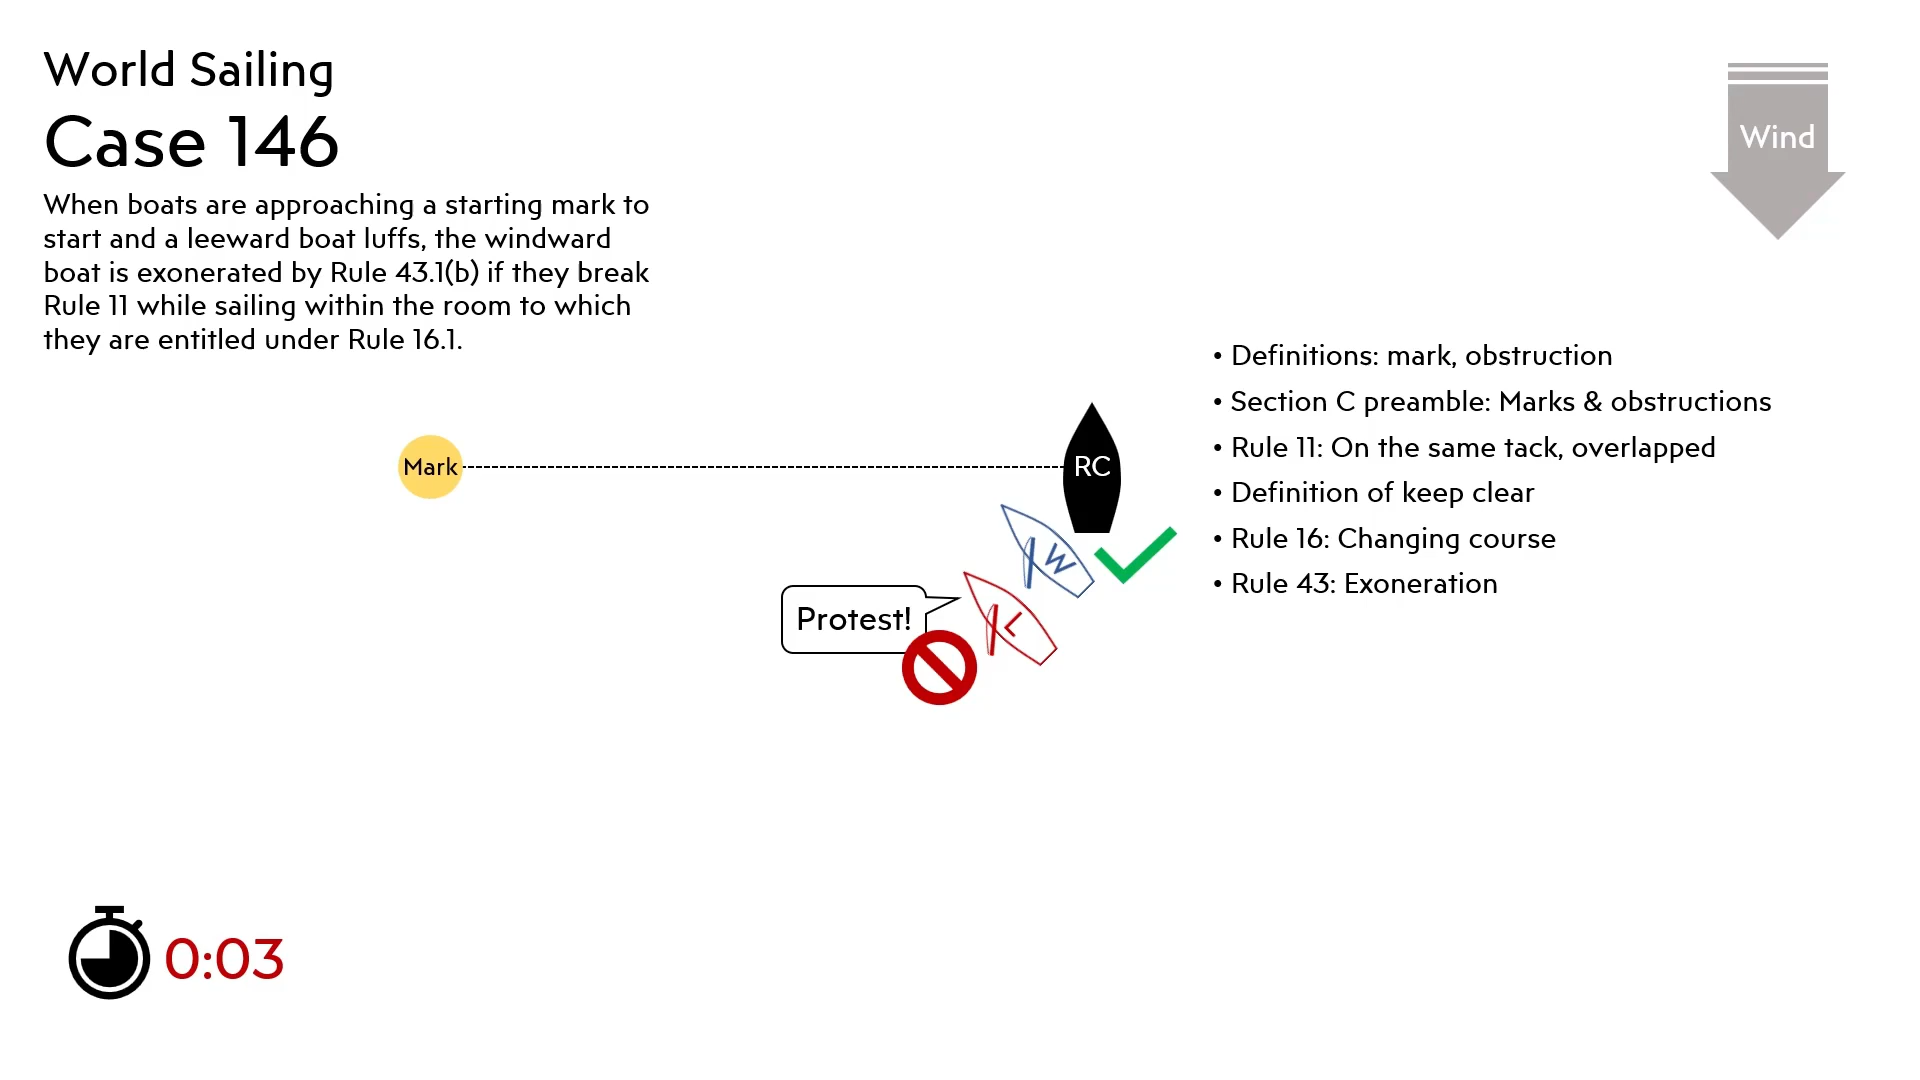 World Sailing
Case 146
When boats are approaching a starting mark to
start and a leeward boat luffs, the windward
boat is exonerated by Rule 43.1(b) if they break
Rule 11 while sailing within the room to which
they are entitled under Rule 16.1.
Wind
• Definitions: mark, obstruction
• Section C preamble: Marks & obstructions
• Rule 11: On the same tack, overlapped
• Definition of keep clear
• Rule 16: Changing course
• Rule 43: Exoneration
Mark
RC
W
L
Protest!
0:03